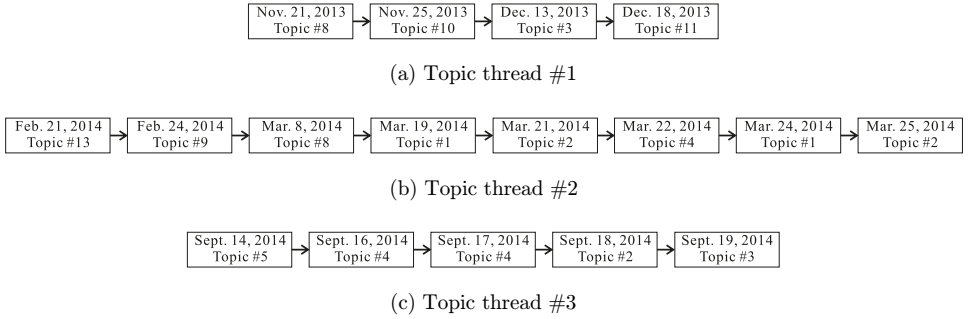 Nov. 21, 2013 Nov. 25, 2013 Dec. 13, 2013 Dec. 18, 2013
Topic #8 Topic #10 Topic #3 Topic #11
(a) Topic thread #1
Feb. 21, 2014 Feb. 24, 2014 Mar. 8, 2014 Mar. 19, 2014 Mar. 21, 2014 Mar. 22, 2014 Mar. 24, 2014 Mar. 25, 2014
Topic #13 Topic #9 Topic #8 Topic #1 Topic #2 Topic #4 Topic #1 Topic #2
(b) Topic thread #2
Sept. 14, 2014 Sept. 16, 2014 Sept. 17, 2014 Sept. 18, 2014 Sept. 19, 2014
Topic #5 Topic #4 Topic #4 Topic #2 Topic #3
(c) Topic thread #3